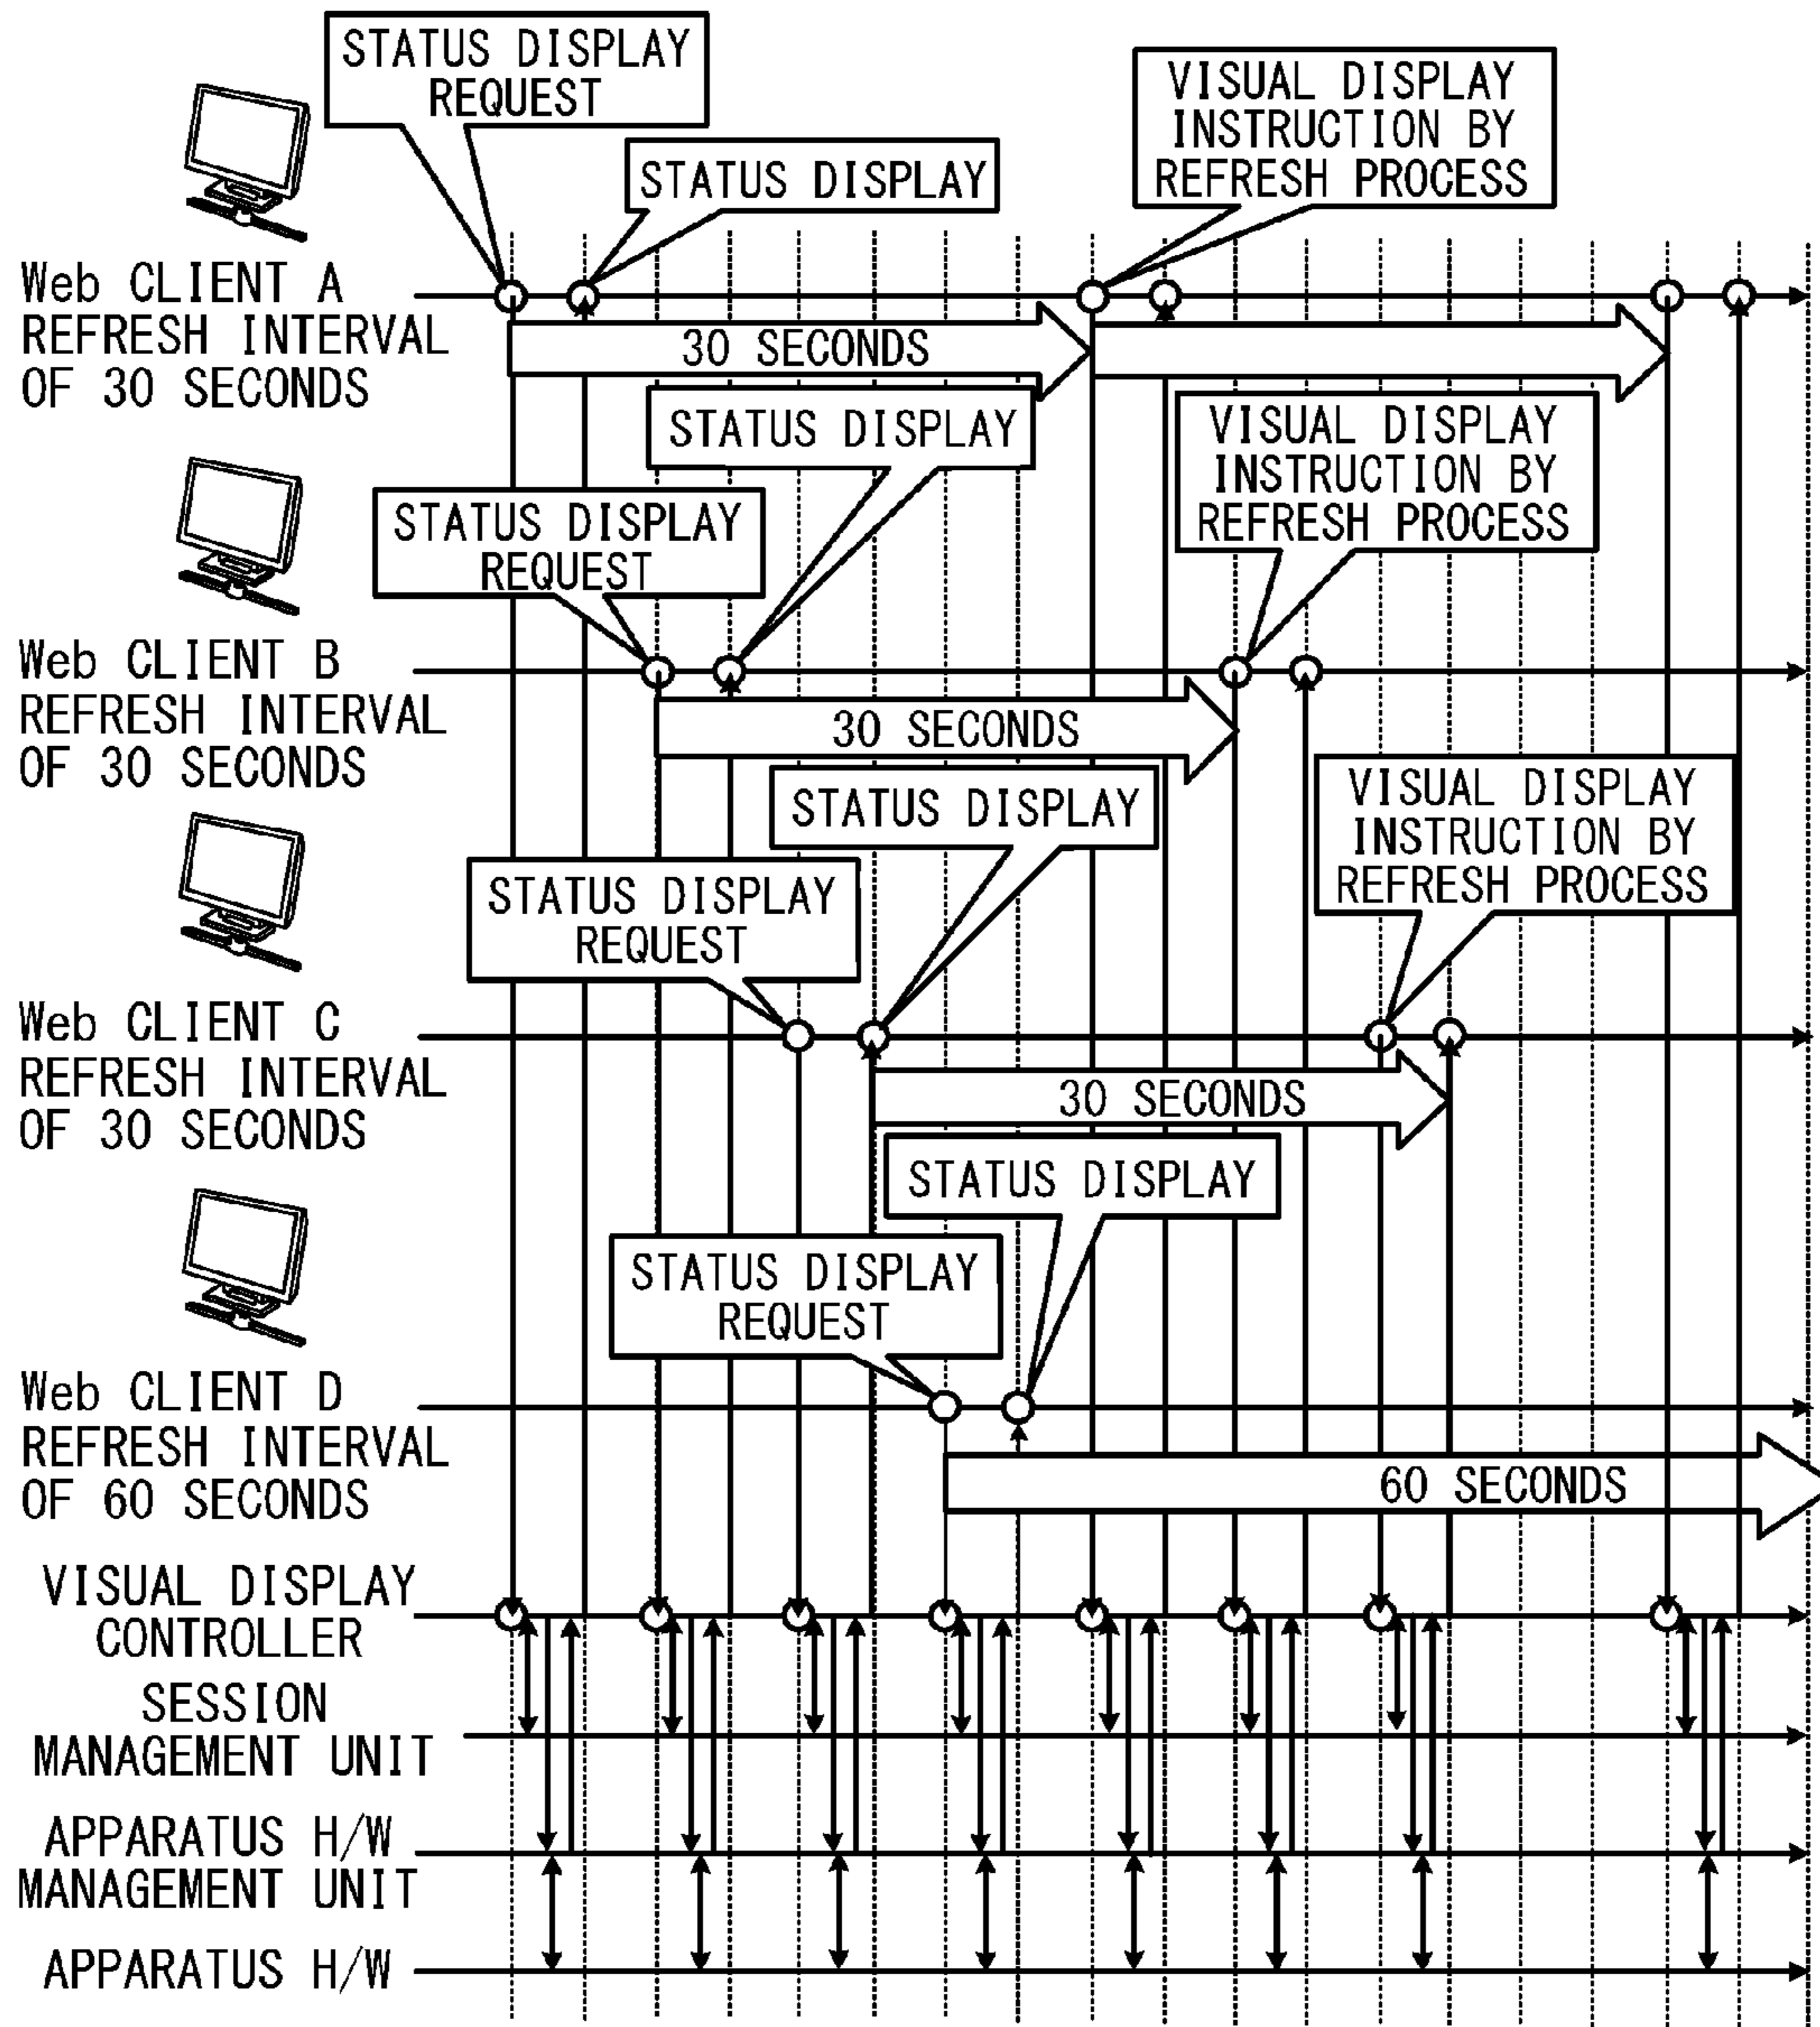 STATUS DISPLAY
REQUEST
STATUS DISPLAY
VISUAL DISPLAY
INSTRUCTION BY
REFRESH PROCESS
Web CLIENT A
REFRESH INTERVAL
OF 30 SECONDS
30 SECONDS
STATUS DISPLAY
VISUAL DISPLAY
INSTRUCTION BY
REFRESH PROCESS
STATUS DISPLAY
REQUEST
Web CLIENT B
REFRESH INTERVAL
OF 30 SECONDS
30 SECONDS
STATUS DISPLAY
VISUAL DISPLAY
INSTRUCTION BY
REFRESH PROCESS
STATUS DISPLAY
REQUEST
Web CLIENT C
REFRESH INTERVAL
OF 30 SECONDS
30 SECONDS
STATUS DISPLAY
STATUS DISPLAY
REQUEST
Web CLIENT D
REFRESH INTERVAL
OF 60 SECONDS
60 SECONDS
VISUAL DISPLAY
CONTROLLER
SESSION
MANAGEMENT UNIT
APPARATUS H/W
MANAGEMENT UNIT
APPARATUS H/W